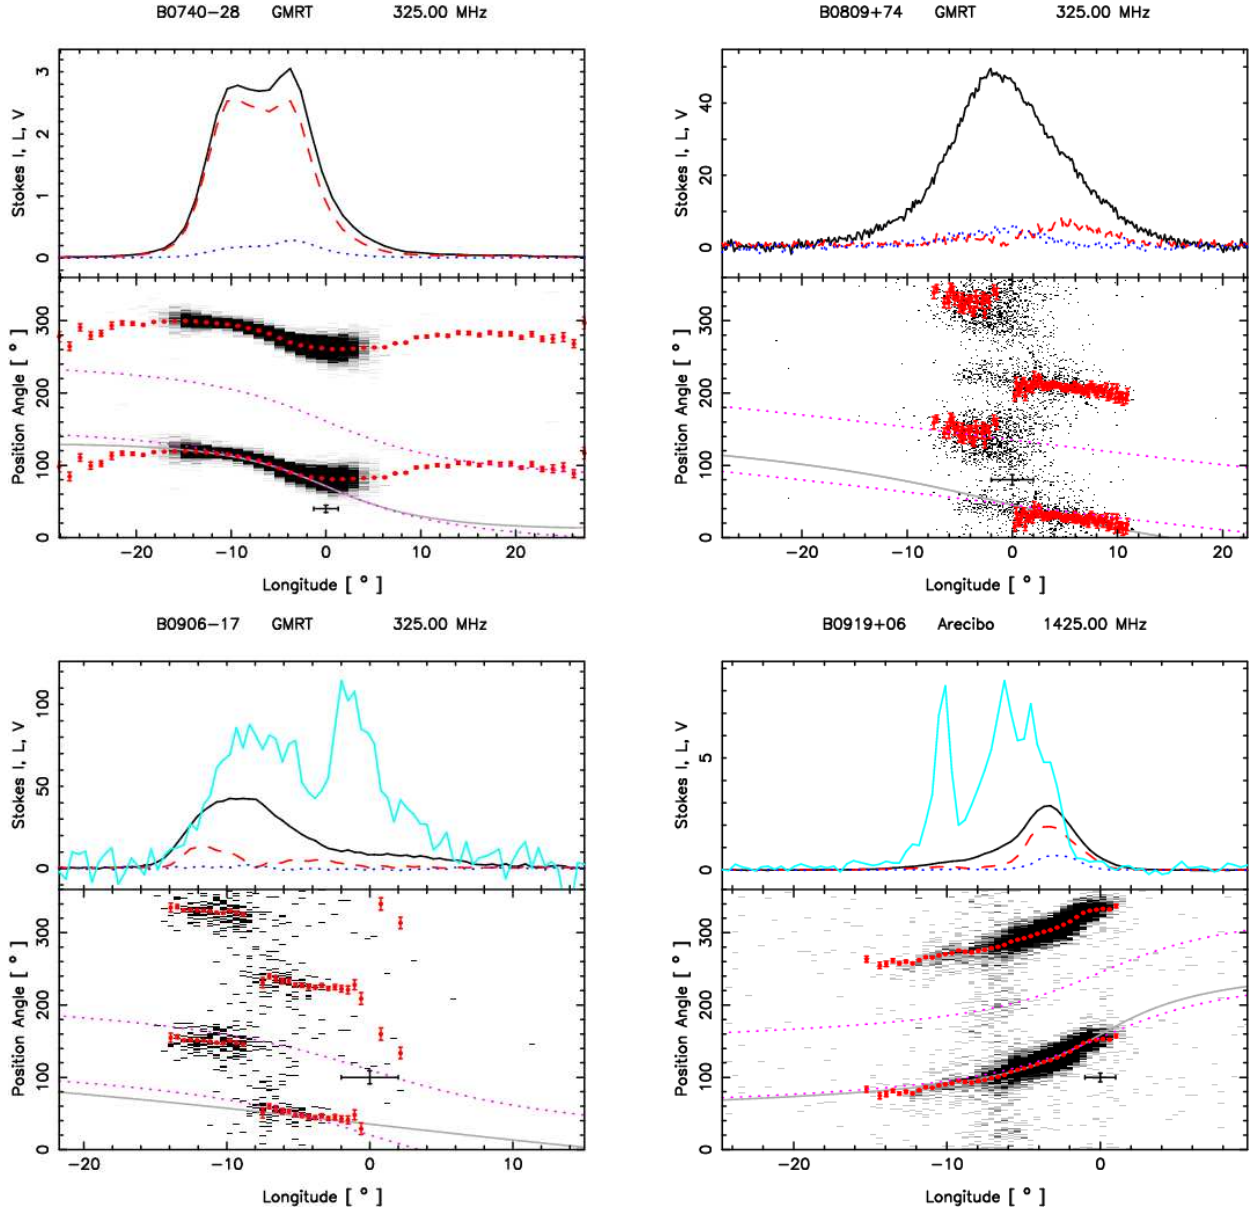 B0740-28 GMRT 325.00 MHz
Stokes I, L, V
3
2
1
0
Position Angle [ ° ]
300
200
100
0
-20 -10 0 10 20
Longitude [ ° ]
B0809+74 GMRT 325.00 MHz
Stokes I, L, V
40
20
0
Position Angle [ ° ]
300
200
100
0
-20 -10 0 10 20
Longitude [ ° ]
B0906-17 GMRT 325.00 MHz
Stokes I, L, V
100
50
0
Position Angle [ ° ]
300
200
100
0
-20 -10 0 10
Longitude [ ° ]
B0919+06 Arecibo 1425.00 MHz
Stokes I, L, V
5
0
Position Angle [ ° ]
300
200
100
0
-20 -10 0
Longitude [ ° ]